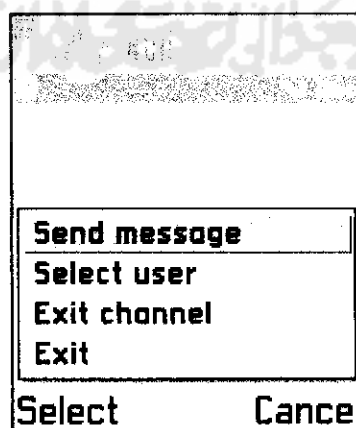 Send message
Select user
Exit channel
Exit
Select Cance